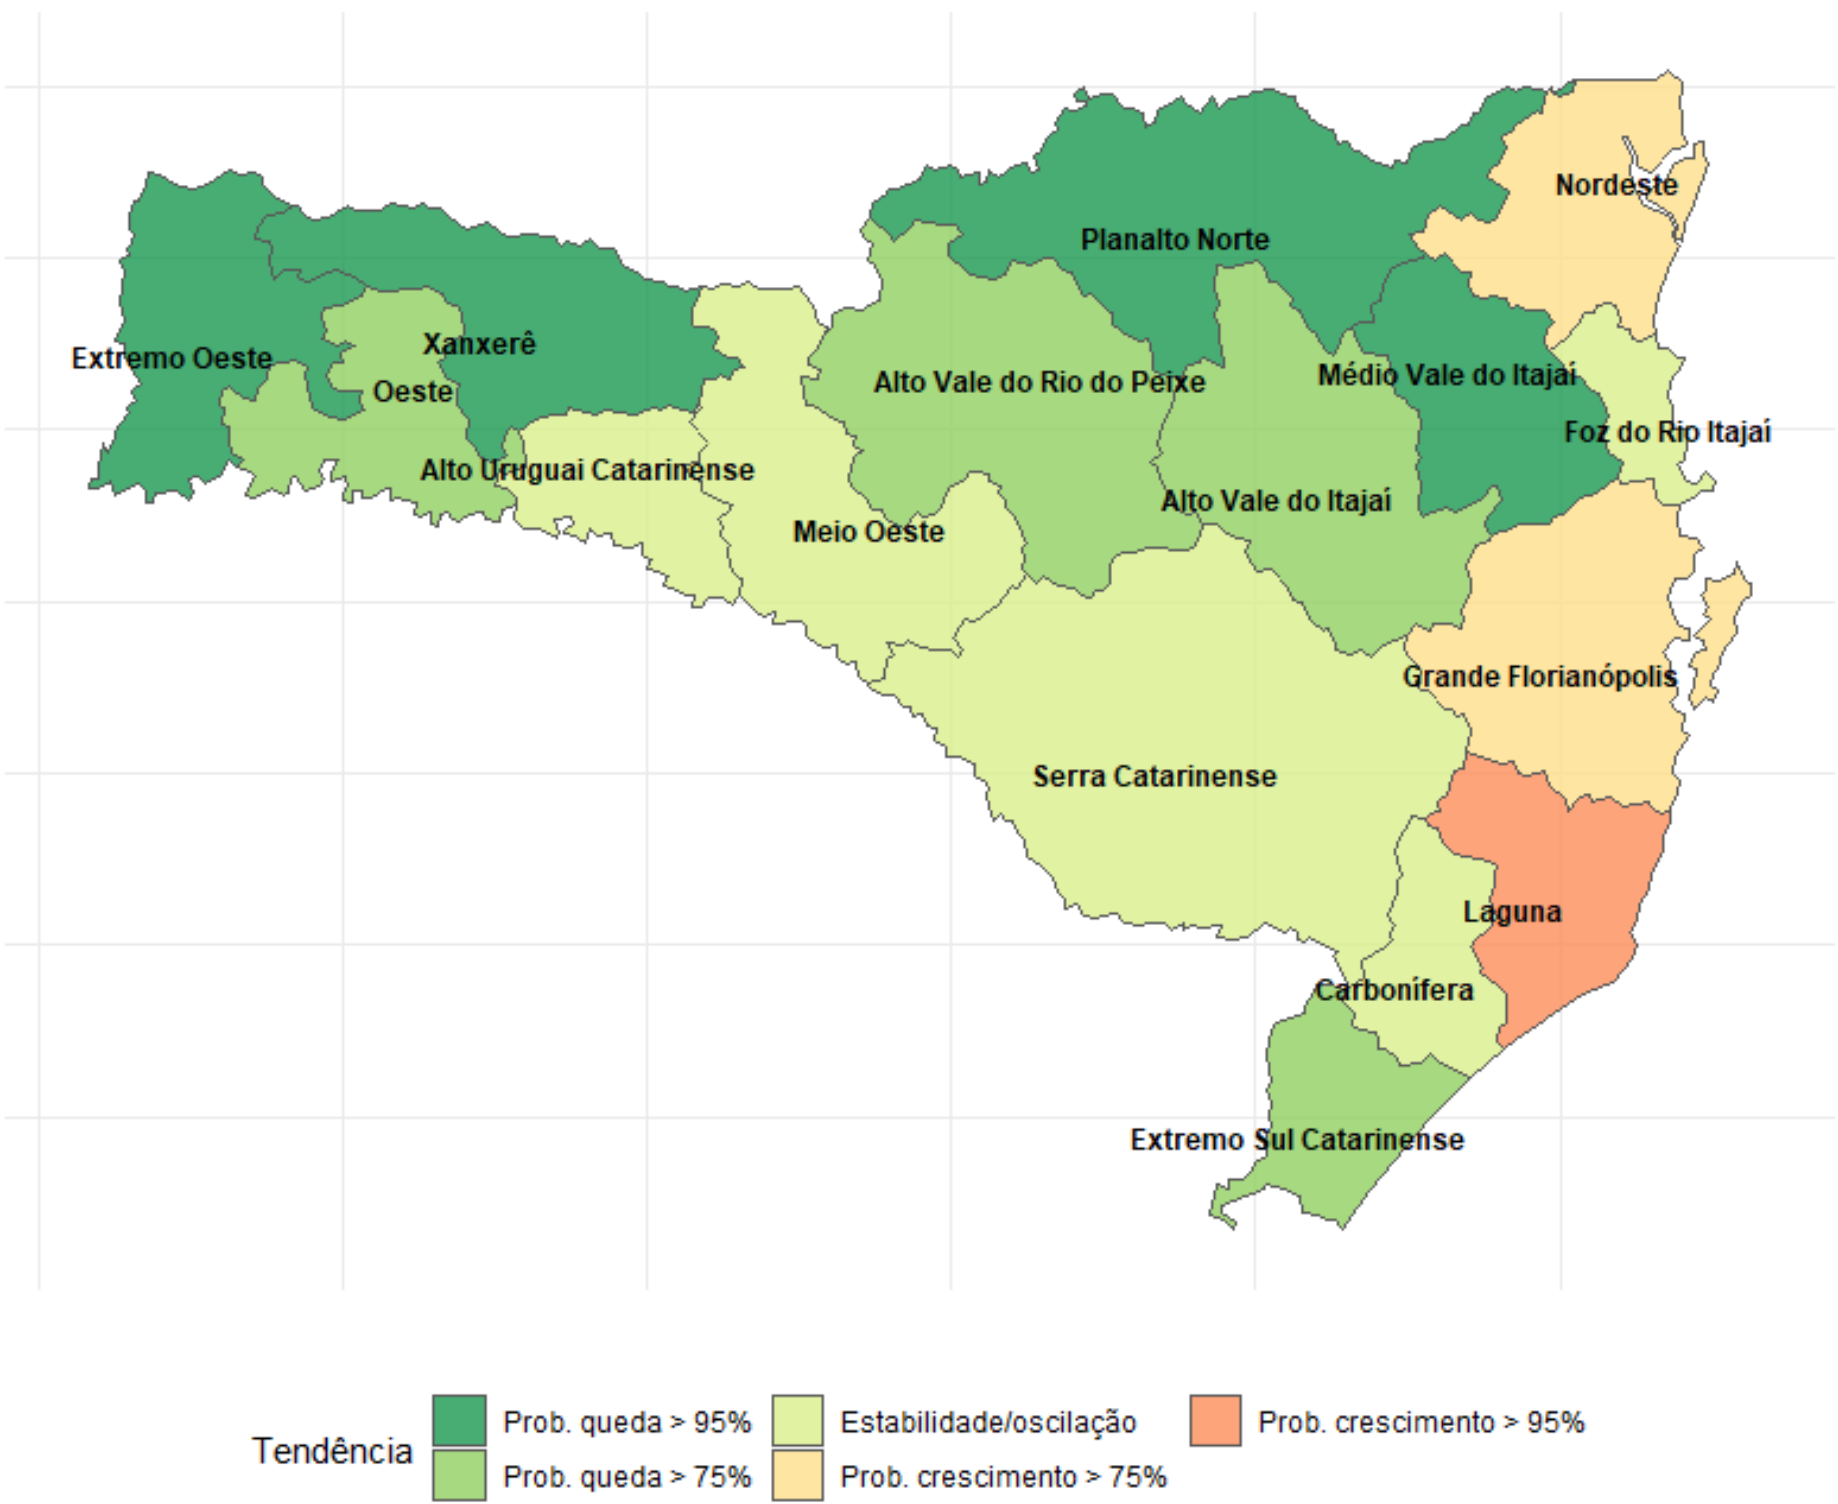 Nordeste
Planalto Norte
Xanxerê
Extremo Oeste
Médio Vale do Itajaí
Alto Vale do Rio do Peixe
Oeste
Foz do Rio Itajaí
Alto Uruguai Catarinense
Alto Vale do Itajaí
Meio Oeste
Grande Florianópolis
Serra Catarinense
Laguna
Carbonífera
Extremo Sul Catarinense
Tendência
Prob. queda > 95%
Prob. queda > 75%
Estabilidade/oscilação
Prob. crescimento > 75%
Prob. crescimento > 95%